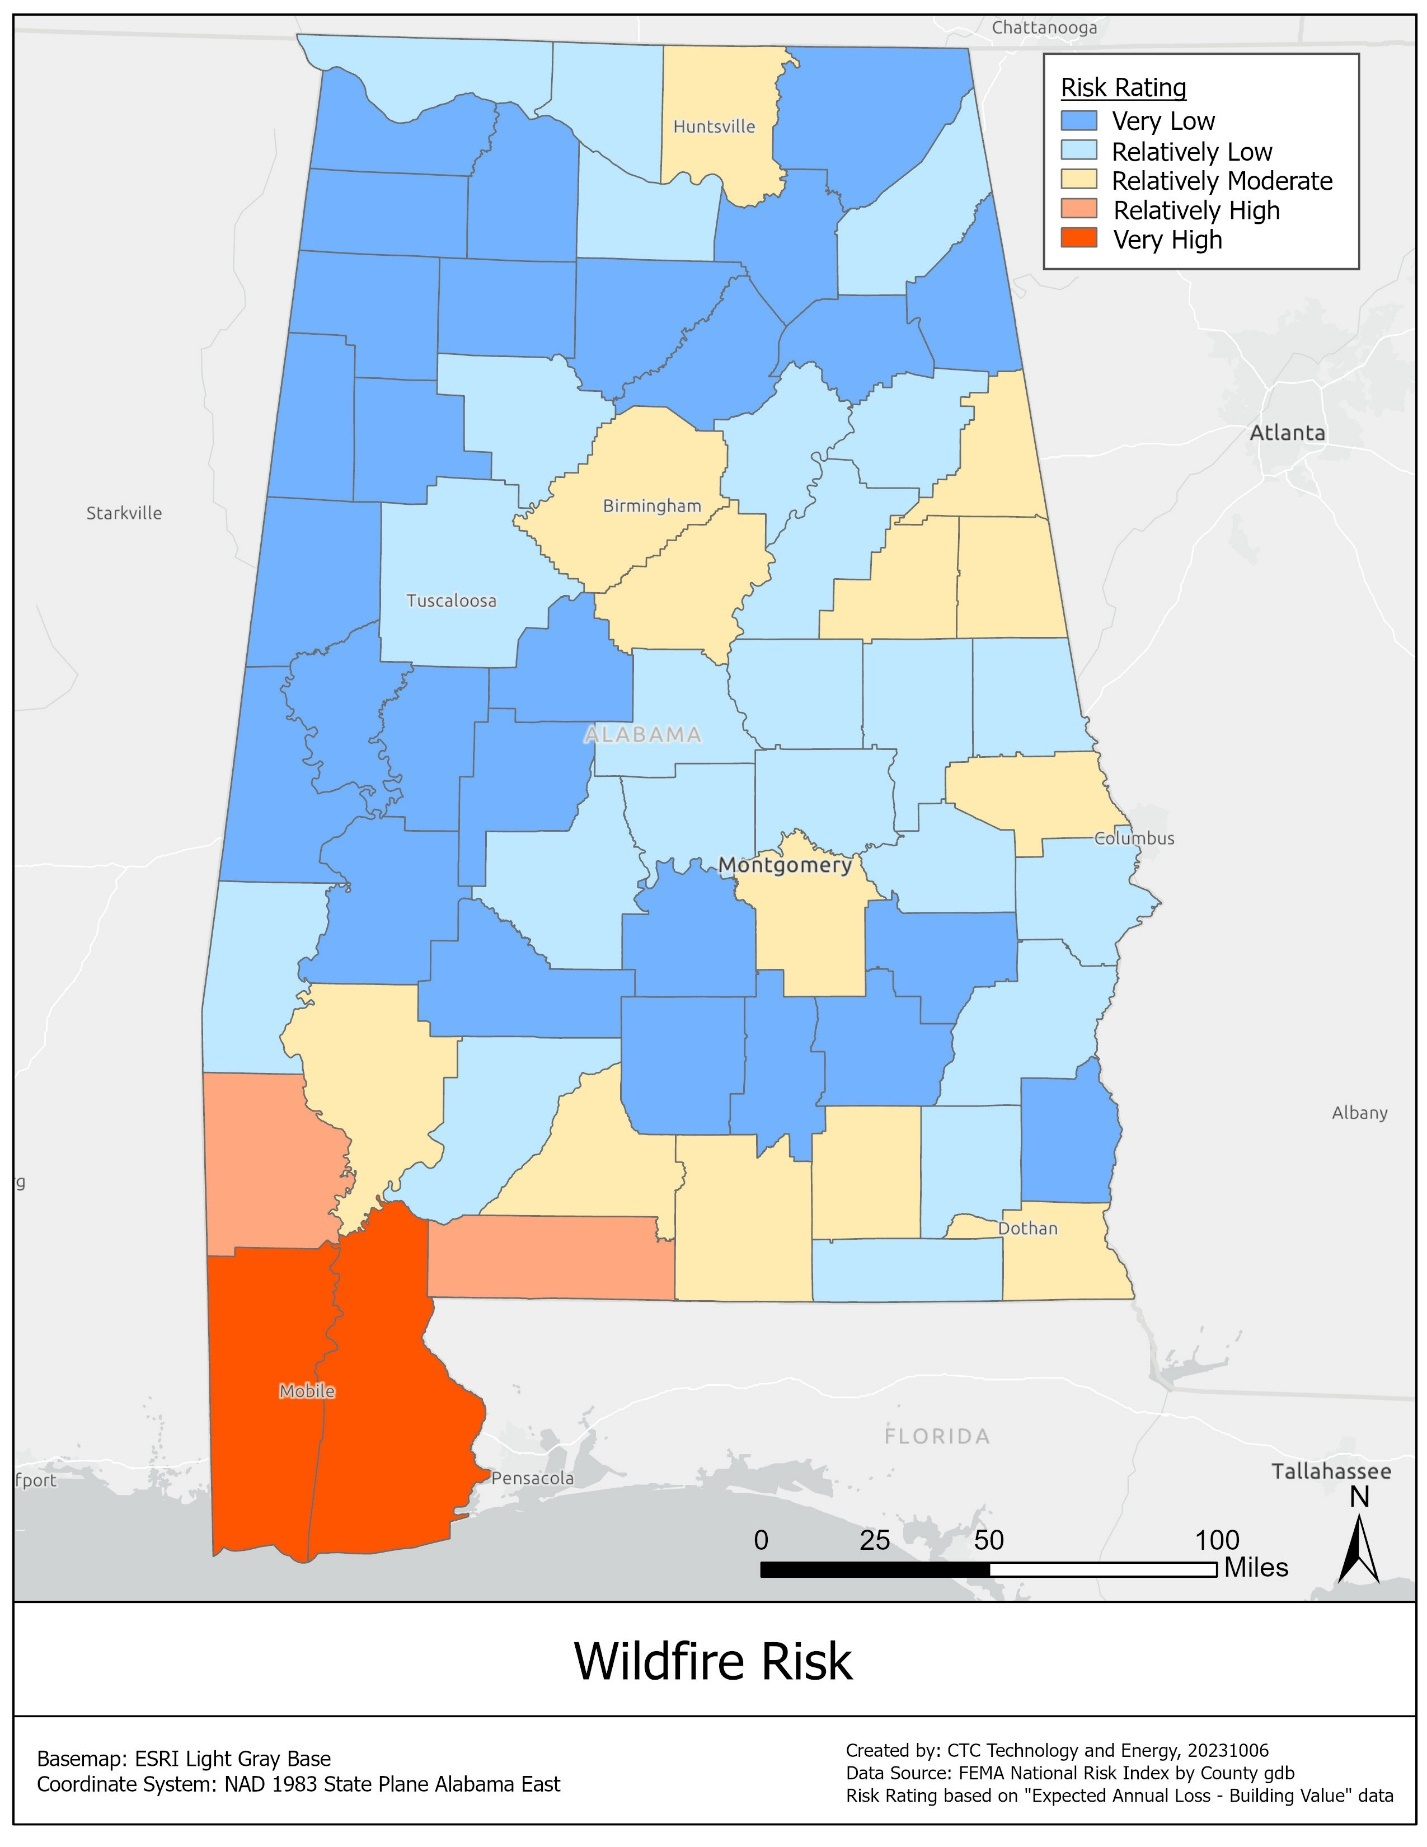 Chattanooga
Risk Rating
Very Low
Relatively Low
Relatively Moderate
Relatively High
Very High
Huntsville
Atlanta
Starkville
Birmingham
Tuscaloosa
ALABAMA
Columbus
Montgomery
Albany
g
Dothan
Mobile
FLORIDA
fport
Pensacola
Tallahassee
N
0 25 50 100
Miles
Wildfire Risk
Basemap: ESRI Light Gray Base
Coordinate System: NAD 1983 State Plane Alabama East
Created by: CTC Technology and Energy, 20231006
Data Source: FEMA National Risk Index by County gdb
Risk Rating based on "Expected Annual Loss - Building Value" data